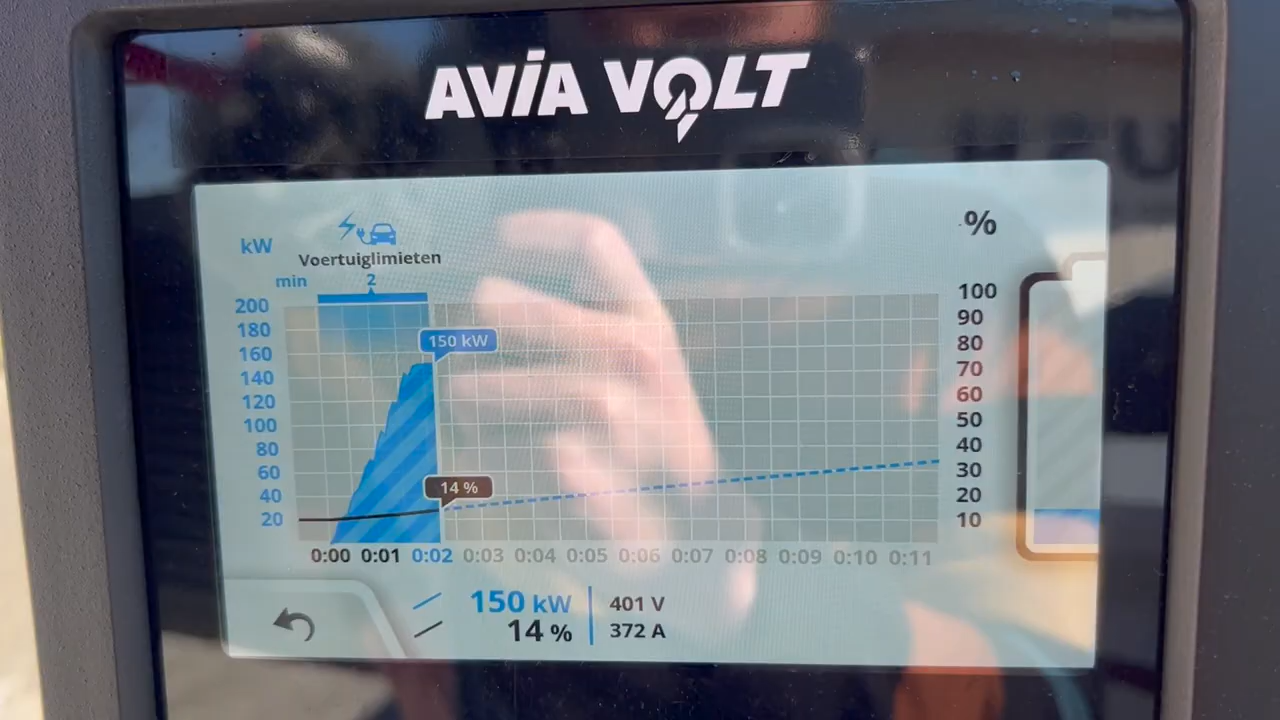 AVIA VOLT
kW
Voertuiglimieten
%
min
2
200
180
160
140
120
100
80
60
40
20
150 kW
14 %
100
90
80
70
60
50
40
30
20
10
0:00 0:01 0:02 0:03 0:04 0:05 0:06 0:07 0:08 0:09 0:10 0:11
150 kW
14 %
401 V
372 A